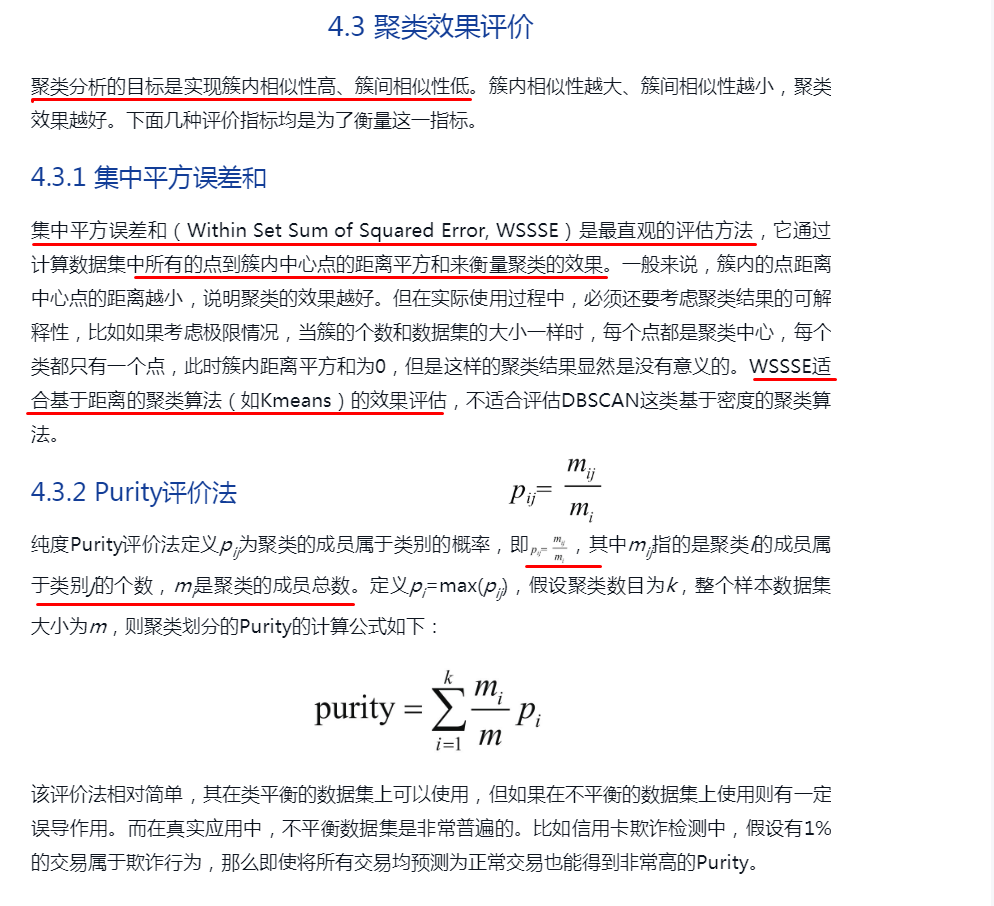 4.3 聚类效果评价
聚类分析的目标是实现簇内相似性高、簇间相似性低。簇内相似性越大、簇间相似性越小，聚类
效果越好。下面几种评价指标均是为了衡量这一指标。
4.3.1 集中平方误差和
集中平方误差和（Within Set Sum of Squared Error, WSSSE）是最直观的评估方法，它通过
计算数据集中所有的点到簇内中心点的距离平方和来衡量聚类的效果。一般来说，簇内的点距离
中心点的距离越小，说明聚类的效果越好。但在实际使用过程中，必须还要考虑聚类结果的可解
释性，比如如果考虑极限情况，当簇的个数和数据集的大小一样时，每个点都是聚类中心，每个
类都只有一个点，此时簇内距离平方和为0，但是这样的聚类结果显然是没有意义的。WSSSE适
合基于距离的聚类算法（如Kmeans）的效果评估，不适合评估DBSCAN这类基于密度的聚类算
法。
4.3.2 Purity评价法
p_ij= m_ij / m_i
纯度Purity评价法定义p_ij为聚类的成员属于类别的概率，即p_ij= m_ij / m_i，其中m_ij指的是聚类i的成员属
于类别j的个数，m_i是聚类的成员总数。定义p_i=max(p_ij)，假设聚类数目为k，整个样本数据集
大小为m，则聚类划分的Purity的计算公式如下：
purity = ∑_{i=1}^{k} m_i / m p_i
该评价法相对简单，其在类平衡的数据集上可以使用，但如果在不平衡的数据集上使用则有一定
误导作用。而在真实应用中，不平衡数据集是非常普遍的。比如信用卡欺诈检测中，假设有1%
的交易属于欺诈行为，那么即使将所有交易均预测为正常交易也能得到非常高的Purity。